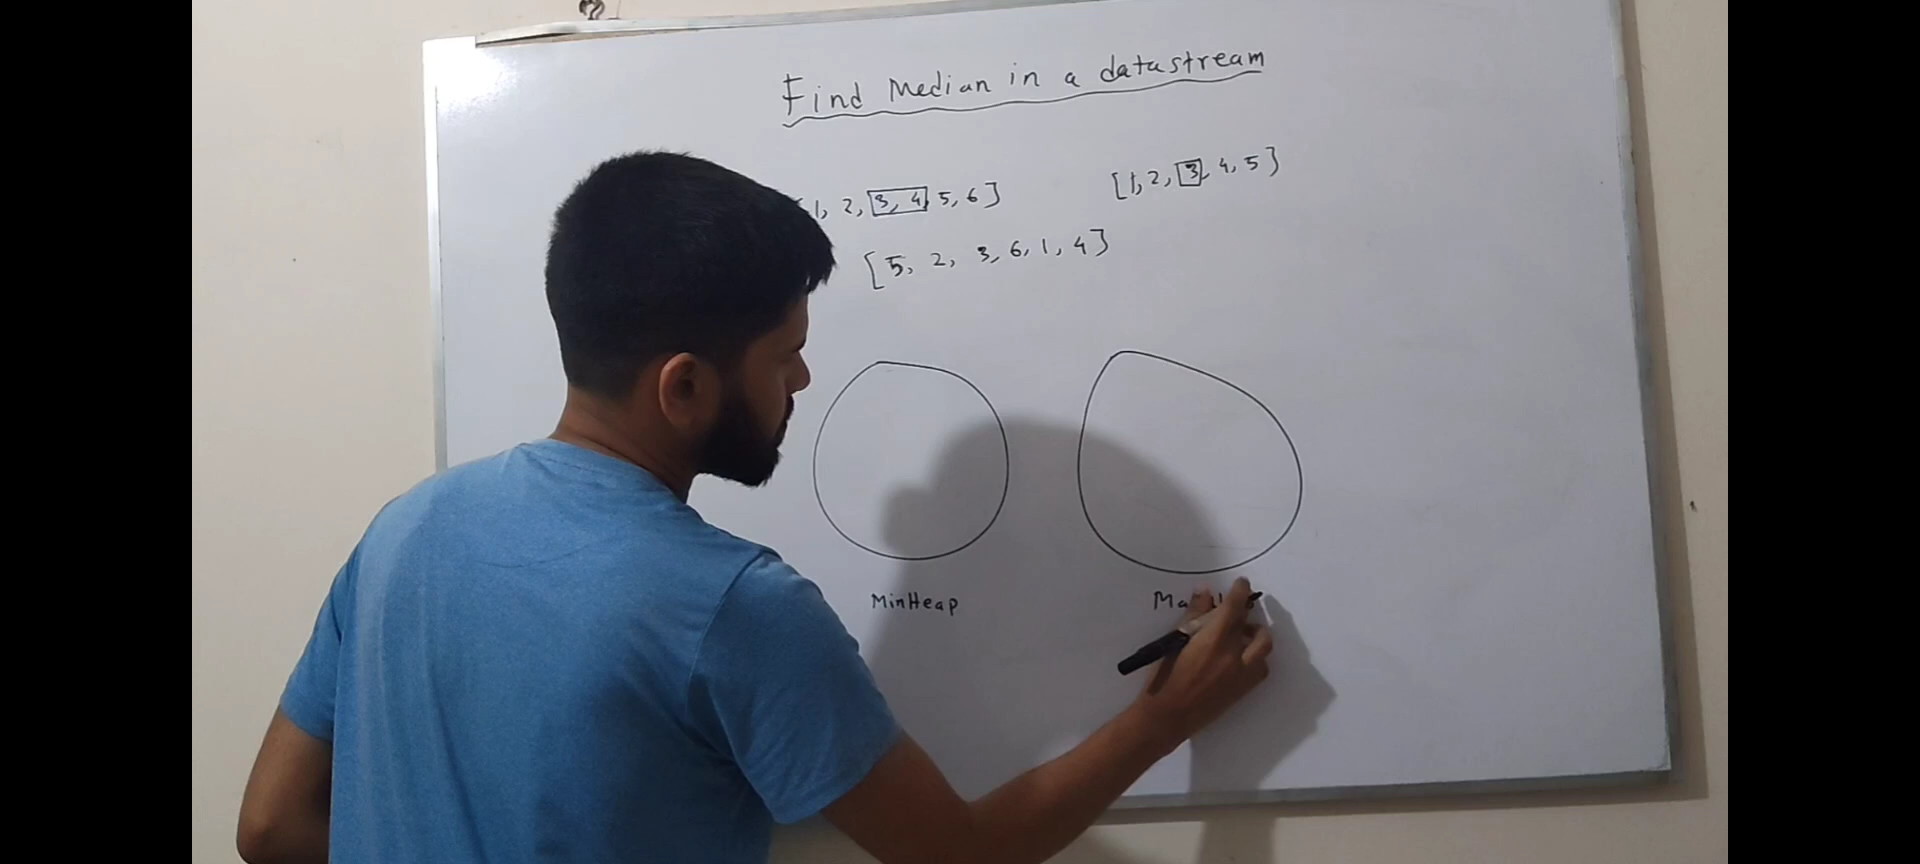 Find Median in a datastream
1, 2, 3, 4, 5, 6]
[1, 2, 3, 4, 5]
[5, 2, 3, 6, 1, 4]
MinHeap